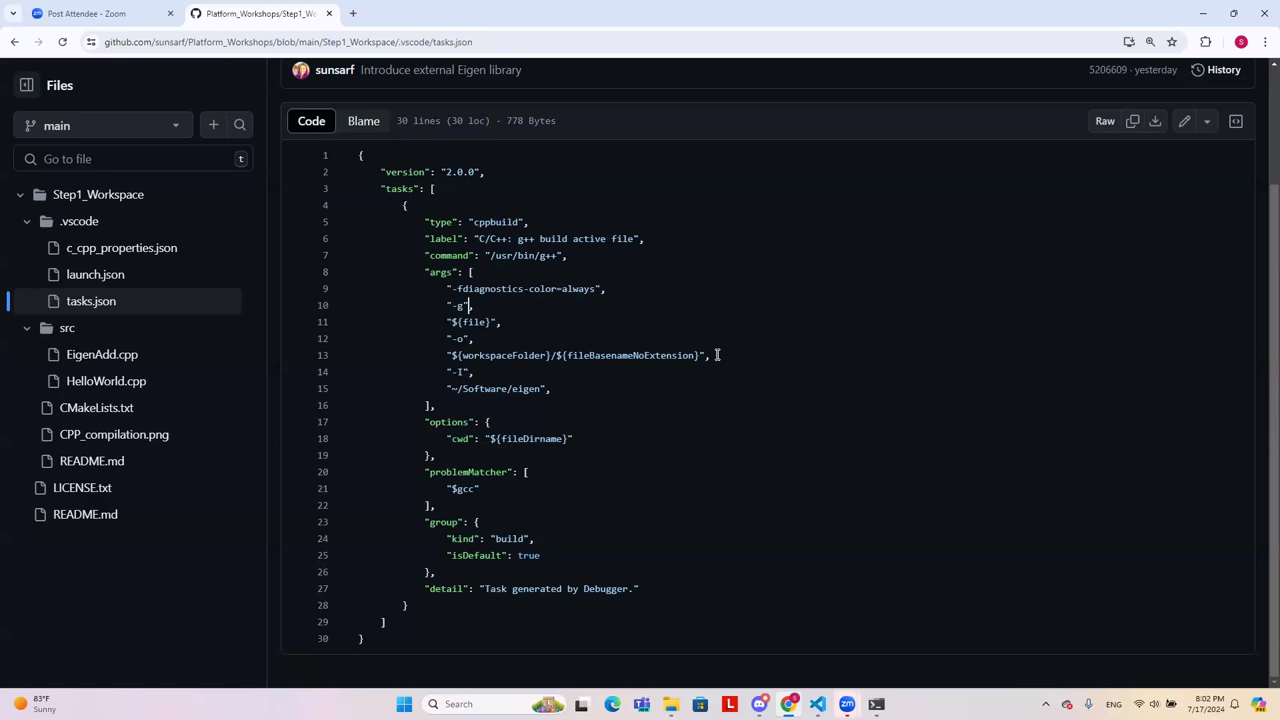 Post Attendee - Zoom
Platform_Workshops/Step1_Wo
github.com/sunsarf/Platform_Workshops/blob/main/Step1_Workspace/.vscode/tasks.json
S
Files
sunsarf Introduce external Eigen library
5206609 · yesterday
History
main
Code Blame 30 lines (30 loc) · 778 Bytes
Raw
Go to file
t
Step1_Workspace
.vscode
c_cpp_properties.json
launch.json
tasks.json
src
EigenAdd.cpp
HelloWorld.cpp
CMakeLists.txt
CPP_compilation.png
README.md
LICENSE.txt
README.md
1 {
2 "version": "2.0.0",
3 "tasks": [
4 {
5 "type": "cppbuild",
6 "label": "C/C++: g++ build active file",
7 "command": "/usr/bin/g++",
8 "args": [
9 "-fdiagnostics-color=always",
10 "-g",
11 "${file}",
12 "-o",
13 "${workspaceFolder}/${fileBasenameNoExtension}",
14 "-I",
15 "~/Software/eigen",
16 ],
17 "options": {
18 "cwd": "${fileDirname}"
19 },
20 "problemMatcher": [
21 "$gcc"
22 ],
23 "group": {
24 "kind": "build",
25 "isDefault": true
26 },
27 "detail": "Task generated by Debugger."
28 }
29 ]
30 }
83°F
Sunny
Search
8:02 PM
7/17/2024